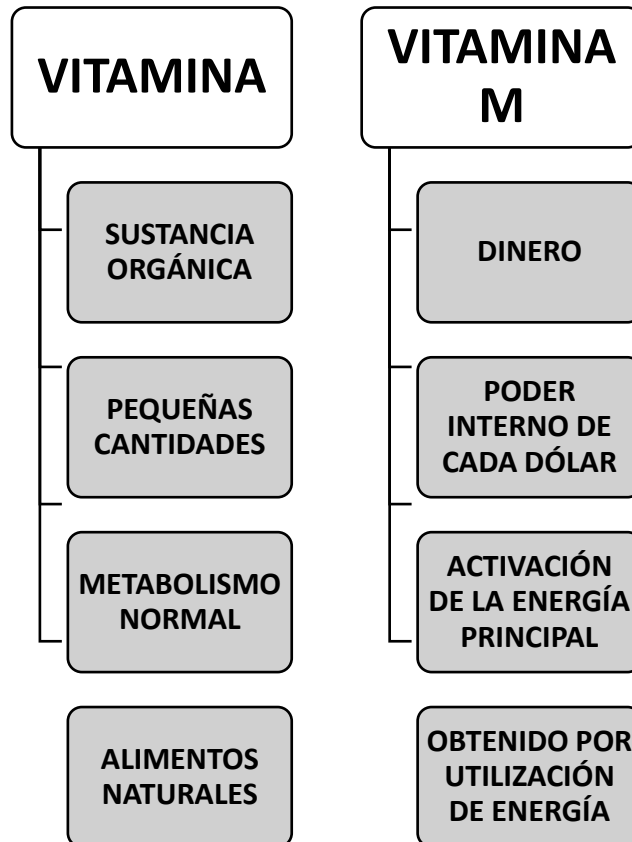 VITAMINA
SUSTANCIA
ORGÁNICA
PEQUEÑAS
CANTIDADES
METABOLISMO
NORMAL
ALIMENTOS
NATURALES
VITAMINA
M
DINERO
PODER
INTERNO DE
CADA DÓLAR
ACTIVACIÓN
DE LA ENERGÍA
PRINCIPAL
OBTENIDO POR
UTILIZACIÓN
DE ENERGÍA